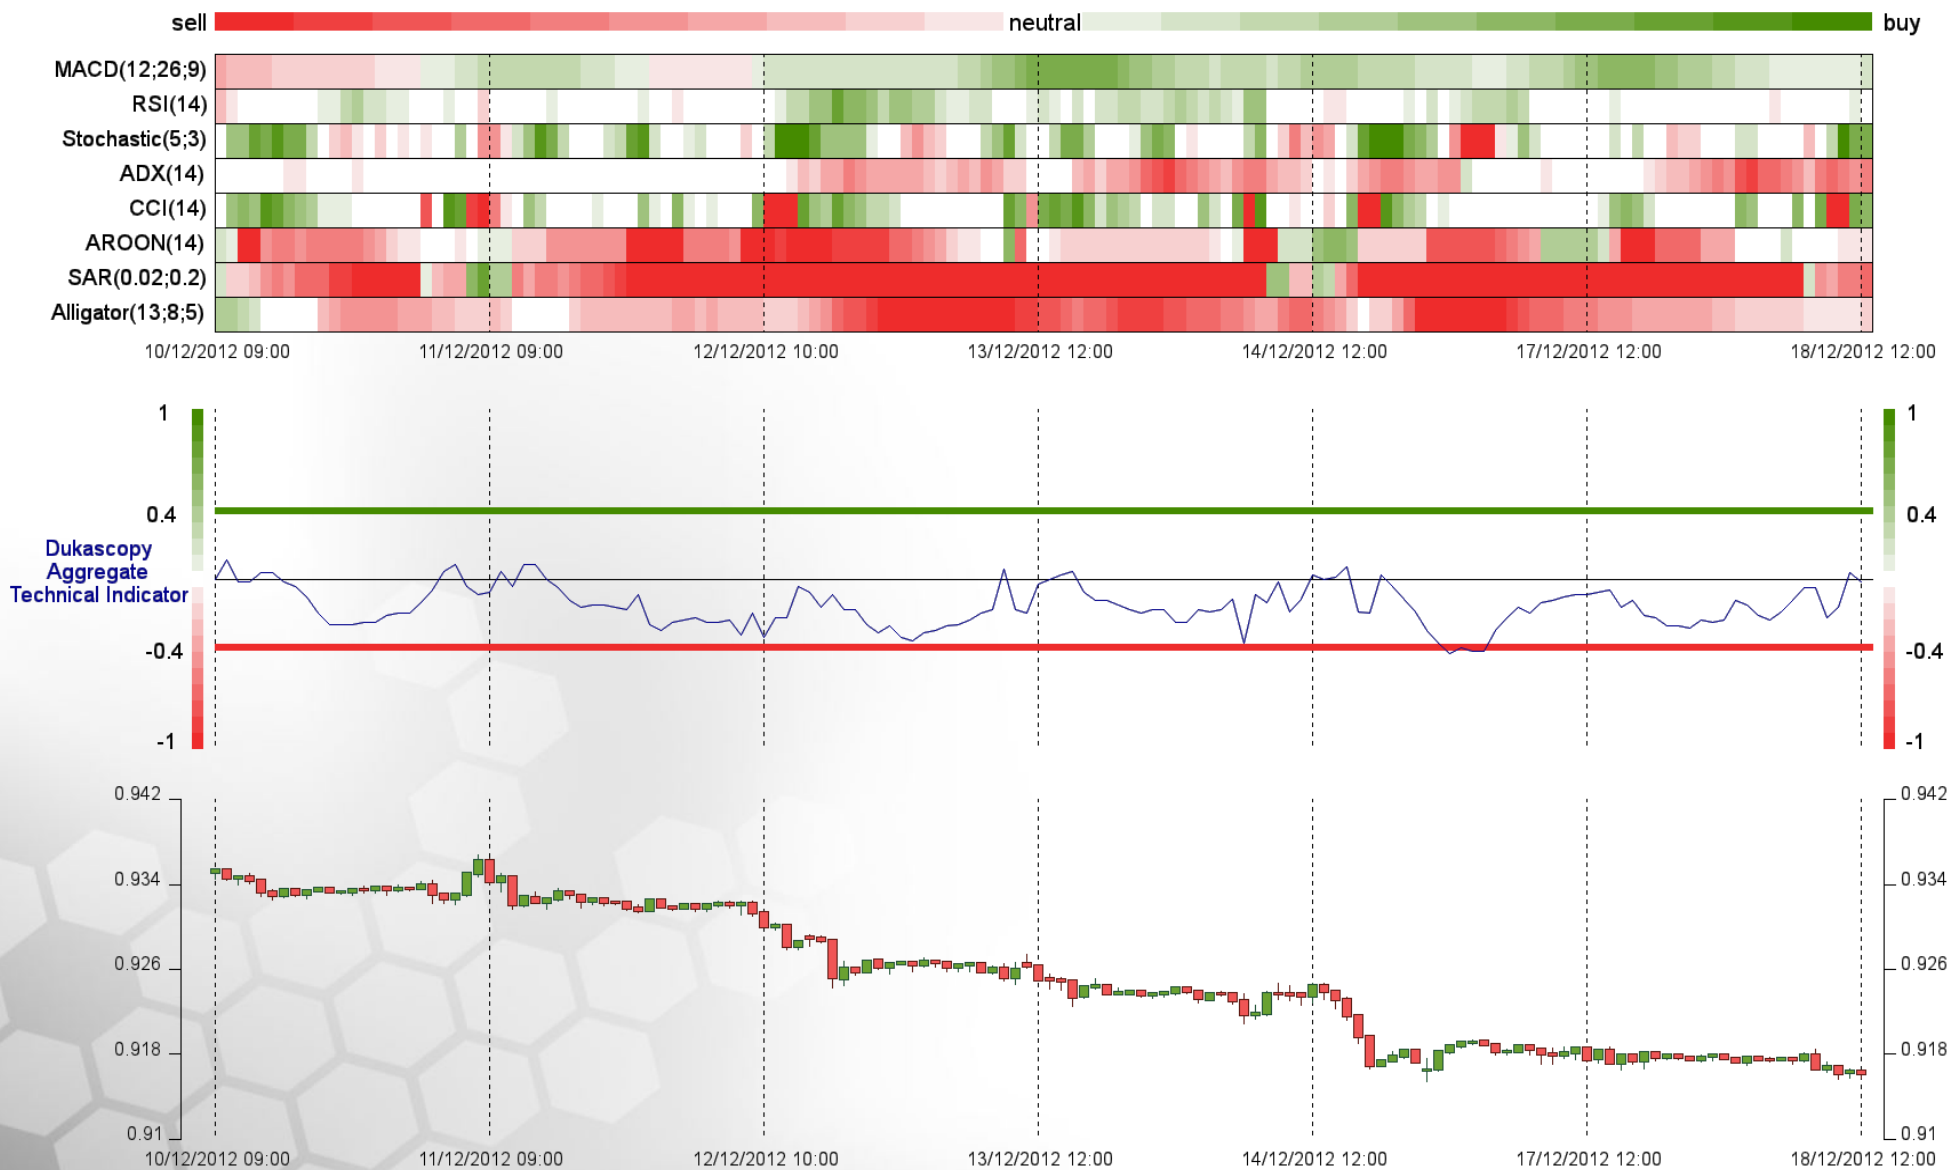 sell neutral buy
MACD(12;26;9)
RSI(14)
Stochastic(5;3)
ADX(14)
CCI(14)
AROON(14)
SAR(0.02;0.2)
Alligator(13;8;5)
10/12/2012 09:00 11/12/2012 09:00 12/12/2012 10:00 13/12/2012 12:00 14/12/2012 12:00 17/12/2012 12:00 18/12/2012 12:00
1 1
0.4 0.4
Dukascopy
Aggregate
Technical Indicator
-0.4 -0.4
-1 -1
0.942 0.942
0.934 0.934
0.926 0.926
0.918 0.918
0.91 0.91
10/12/2012 09:00 11/12/2012 09:00 12/12/2012 10:00 13/12/2012 12:00 14/12/2012 12:00 17/12/2012 12:00 18/12/2012 12:00